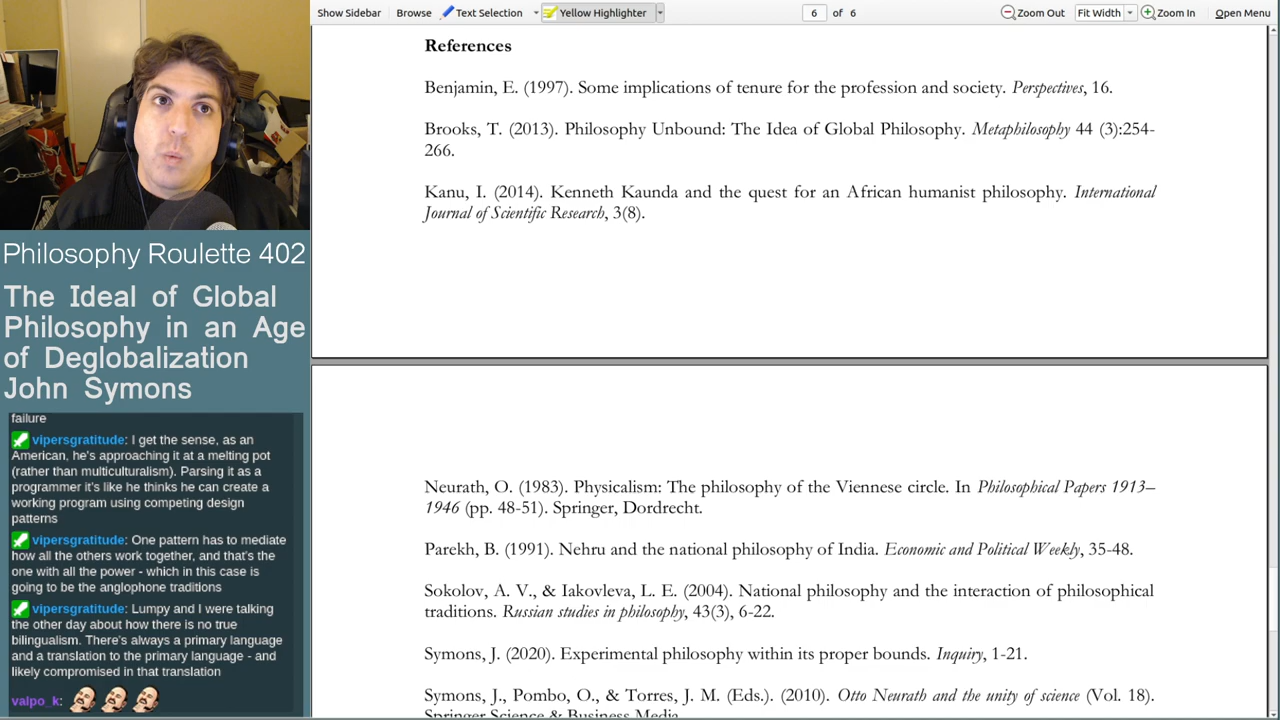 Show Sidebar Browse Text Selection Yellow Highlighter 6 of 6 Zoom Out Fit Width Zoom In Open Menu
References
Benjamin, E. (1997). Some implications of tenure for the profession and society. Perspectives, 16.
Brooks, T. (2013). Philosophy Unbound: The Idea of Global Philosophy. Metaphilosophy 44 (3):254-
266.
Kanu, I. (2014). Kenneth Kaunda and the quest for an African humanist philosophy. International
Journal of Scientific Research, 3(8).
Neurath, O. (1983). Physicalism: The philosophy of the Viennese circle. In Philosophical Papers 1913–
1946 (pp. 48-51). Springer, Dordrecht.
Parekh, B. (1991). Nehru and the national philosophy of India. Economic and Political Weekly, 35-48.
Sokolov, A. V., & Iakovleva, L. E. (2004). National philosophy and the interaction of philosophical
traditions. Russian studies in philosophy, 43(3), 6-22.
Symons, J. (2020). Experimental philosophy within its proper bounds. Inquiry, 1-21.
Symons, J., Pombo, O., & Torres, J. M. (Eds.). (2010). Otto Neurath and the unity of science (Vol. 18).
Springer Science & Business Media.
Philosophy Roulette 402
The Ideal of Global
Philosophy in an Age
of Deglobalization
John Symons
failure
vipersgratitude: I get the sense, as an
American, he's approaching it at a melting pot
(rather than multiculturalism). Parsing it as a
programmer it's like he thinks he can create a
working program using competing design
patterns
vipersgratitude: One pattern has to mediate
how all the others work together, and that's the
one with all the power - which in this case is
going to be the anglophone traditions
vipersgratitude: Lumpy and I were talking
the other day about how there is no true
bilingualism. There's always a primary language
and a translation to the primary language - and
likely compromised in that translation
valpo_k: